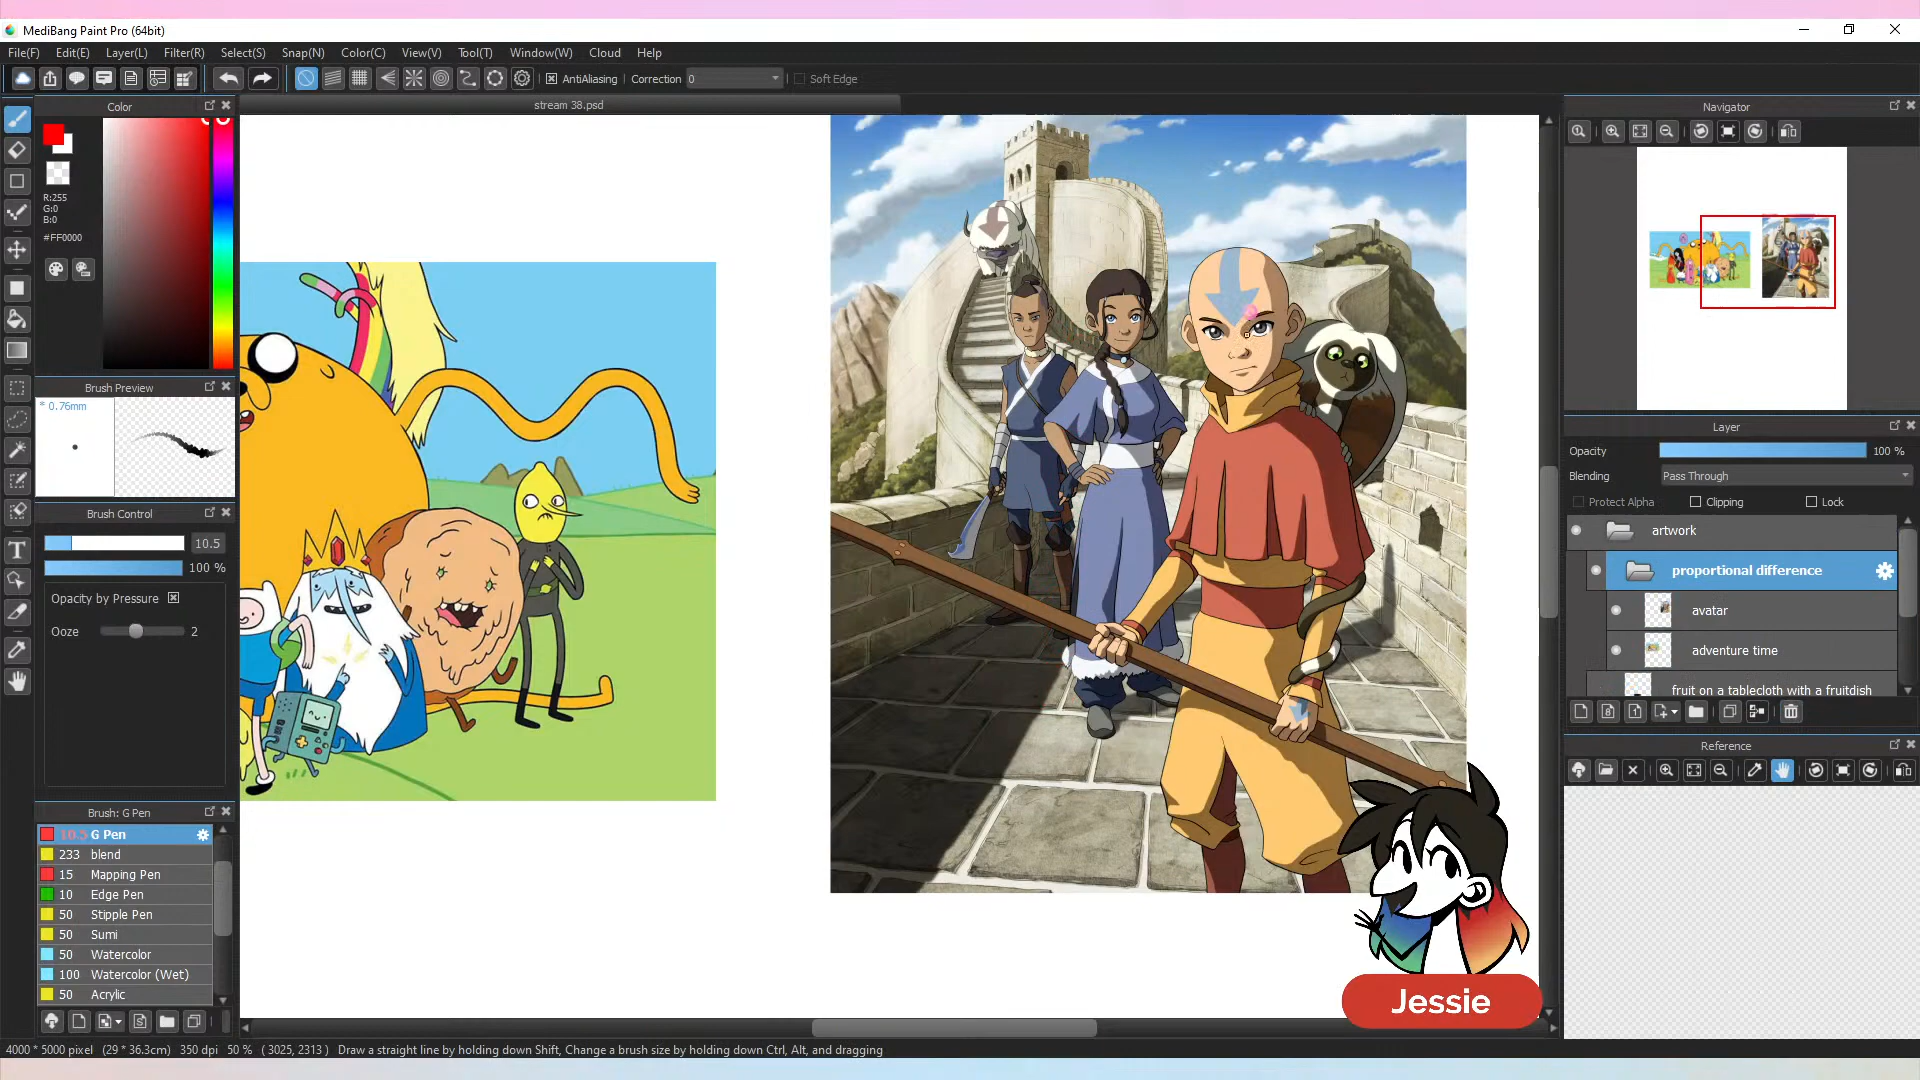 MediBang Paint Pro (64bit)
File(F) Edit(E) Layer(L) Filter(R) Select(S) Snap(N) Color(C) View(V) Tool(T) Window(W) Cloud Help
AntiAliasing Correction 0 Soft Edge
Color
stream 38.psd
Navigator
R:255
G:0
B:0
#FF0000
Brush Preview
* 0.76mm
Brush Control
10.5
100 %
Opacity by Pressure
Ooze 2
Brush: G Pen
10.5 G Pen
233 blend
15 Mapping Pen
10 Edge Pen
50 Stipple Pen
50 Sumi
50 Watercolor
100 Watercolor (Wet)
50 Acrylic
Layer
Opacity 100 %
Blending Pass Through
Protect Alpha Clipping Lock
artwork
proportional difference
avatar
adventure time
fruit on a tablecloth with a fruitdish
Reference
Jessie
4000 * 5000 pixel (29 * 36.3cm) 350 dpi 50 % ( 3025, 2313 ) Draw a straight line by holding down Shift, Change a brush size by holding down Ctrl, Alt, and dragging